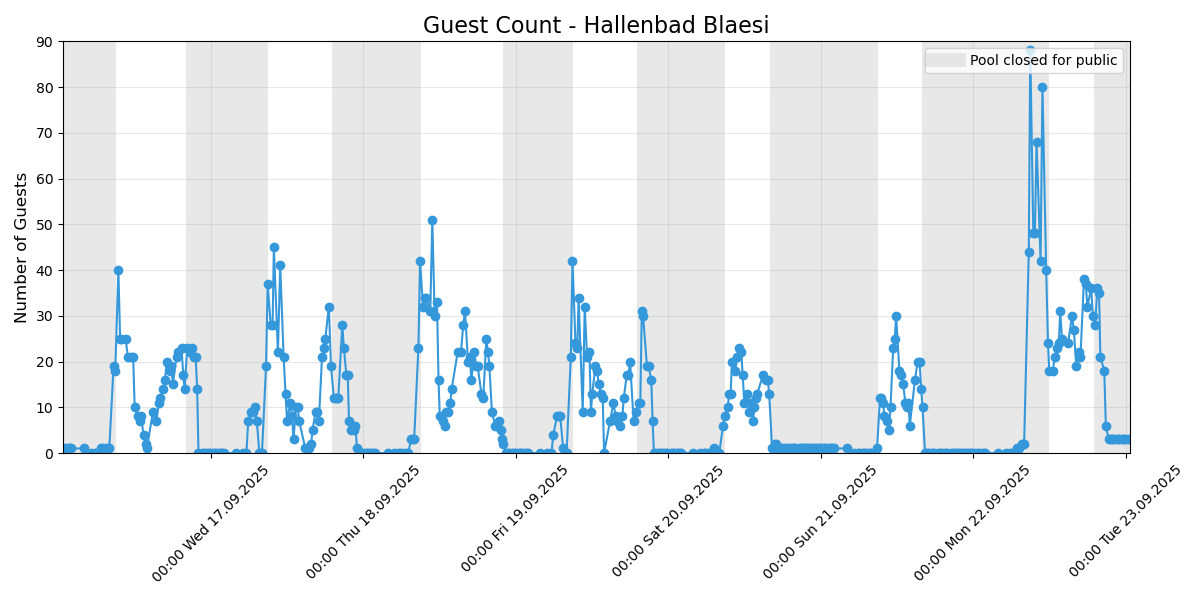 Guest Count - Hallenbad Blaesi
Pool closed for public
Number of Guests
90
80
70
60
50
40
30
20
10
0
00:00 Wed 17.09.2025
00:00 Thu 18.09.2025
00:00 Fri 19.09.2025
00:00 Sat 20.09.2025
00:00 Sun 21.09.2025
00:00 Mon 22.09.2025
00:00 Tue 23.09.2025